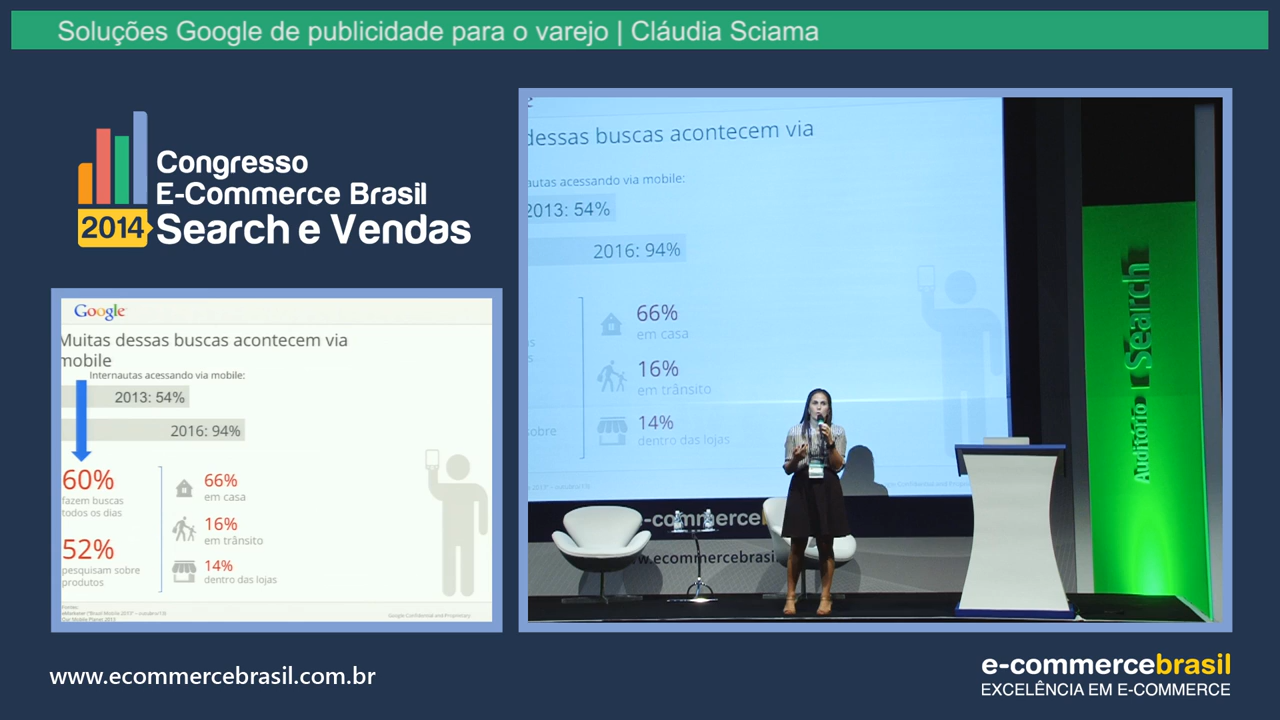 Soluções Google de publicidade para o varejo | Cláudia Sciama
Congresso
E-Commerce Brasil
2014 Search e Vendas
Google
Muitas dessas buscas acontecem via
mobile
Internautas acessando via mobile:
2013: 54%
2016: 94%
60%
fazem buscas
todos os dias
52%
pesquisam sobre
produtos
66%
em casa
16%
em trânsito
14%
dentro das lojas
Fontes:
Google Confidential and Proprietary
dessas buscas acontecem via
autas acessando via mobile:
2013: 54%
2016: 94%
66%
em casa
16%
em trânsito
14%
dentro das lojas
sobre
e-commerce
www.ecommercebrasi
Auditório Search
www.ecommercebrasil.com.br
e-commercebrasil
EXCELÊNCIA EM E-COMMERCE